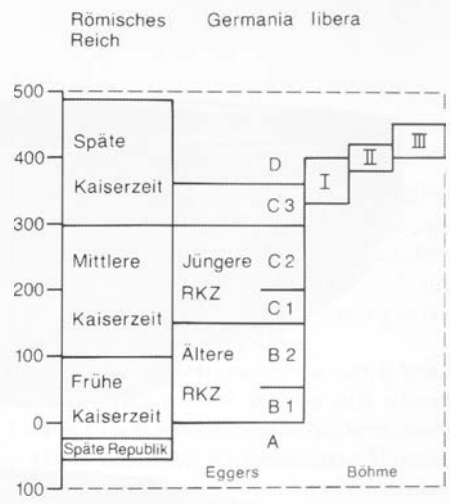 Römisches Germania libera
Reich
500
Späte
400
D
I
II
III
Kaiserzeit
C 3
300
Mittlere
Jüngere C 2
200
RKZ
C 1
Kaiserzeit
Ältere B 2
100
Frühe
RKZ
B 1
0
Kaiserzeit
A
Späte Republik
100
Eggers Böhme